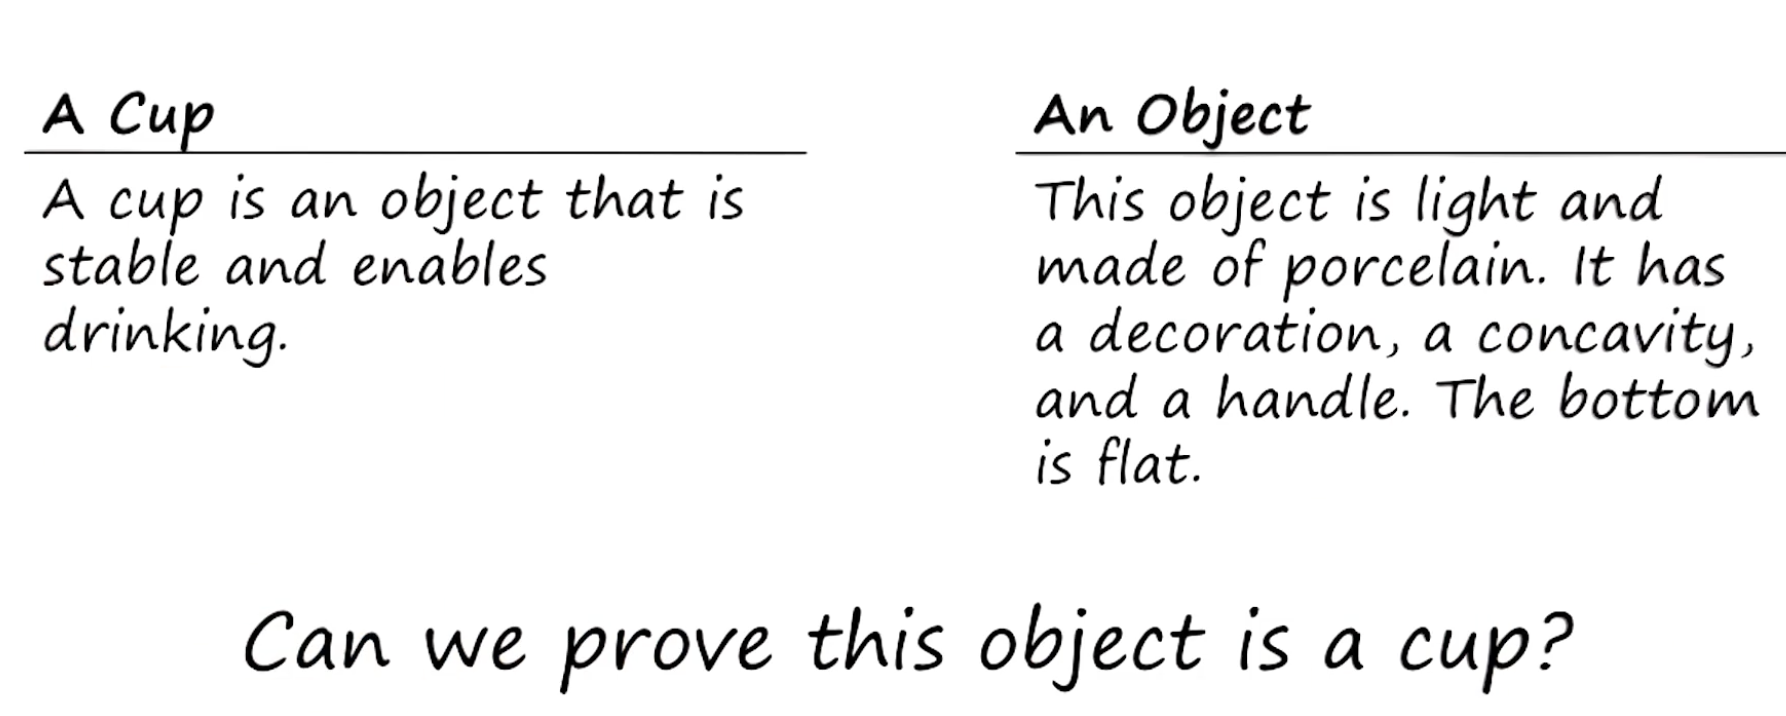 A Cup
A cup is an object that is
stable and enables
drinking.
An Object
This object is light and
made of porcelain. It has
a decoration, a concavity,
and a handle. The bottom
is flat.
Can we prove this object is a cup?